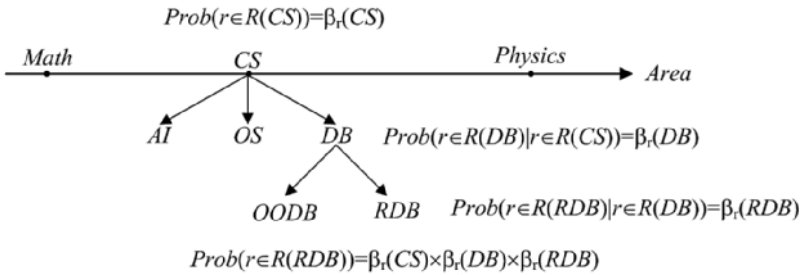 Prob(r∈R(CS))=βr(CS)
Math CS Physics
Area
AI OS DB Prob(r∈R(DB)|r∈R(CS))=βr(DB)
OODB RDB Prob(r∈R(RDB)|r∈R(DB))=βr(RDB)
Prob(r∈R(RDB))=βr(CS)×βr(DB)×βr(RDB)